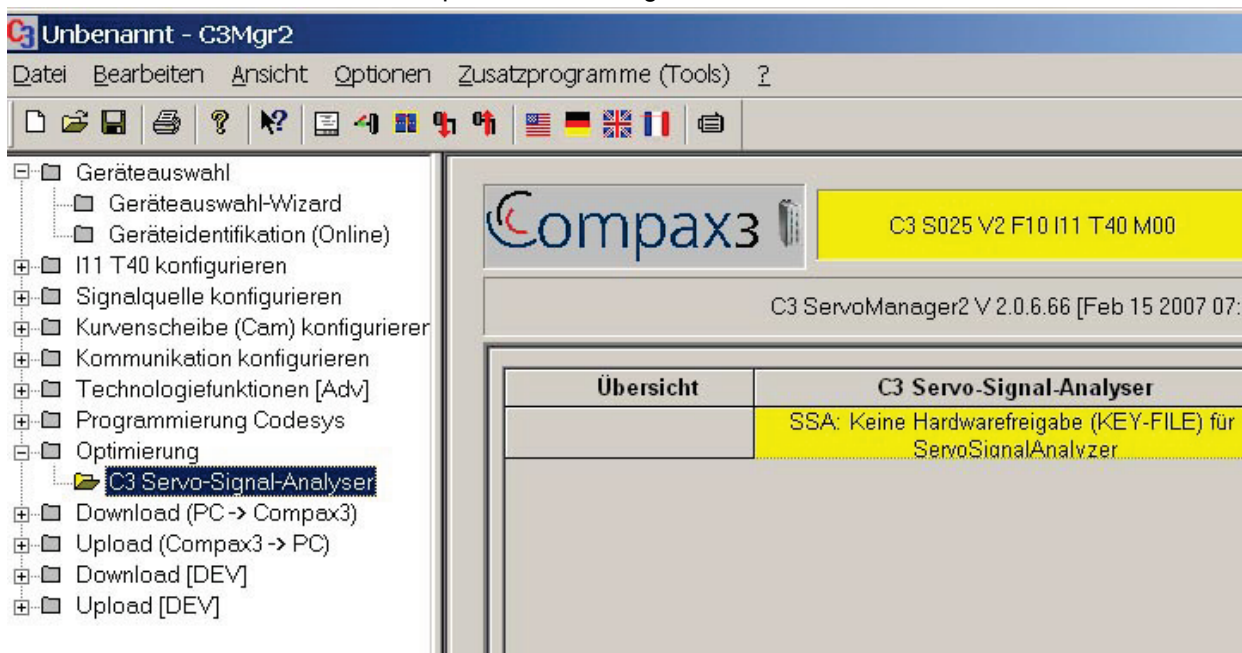 Unbenannt - C3Mgr2
Datei Bearbeiten Ansicht Optionen Zusatzprogramme (Tools) ?
Geräteauswahl
Geräteauswahl-Wizard
Geräteidentifikation (Online)
I11 T40 konfigurieren
Signalquelle konfigurieren
Kurvenscheibe (Cam) konfigurieren
Kommunikation konfigurieren
Technologiefunktionen [Adv]
Programmierung Codesys
Optimierung
C3 Servo-Signal-Analyser
Download (PC -> Compax3)
Upload (Compax3 -> PC)
Download [DEV]
Upload [DEV]
Compax3
C3 S025 V2 F10 I11 T40 M00
C3 ServoManager2 V 2.0.6.66 [Feb 15 2007 07:
Übersicht C3 Servo-Signal-Analyser
SSA: Keine Hardwarefreigabe (KEY-FILE) für
ServoSignalAnalyzer